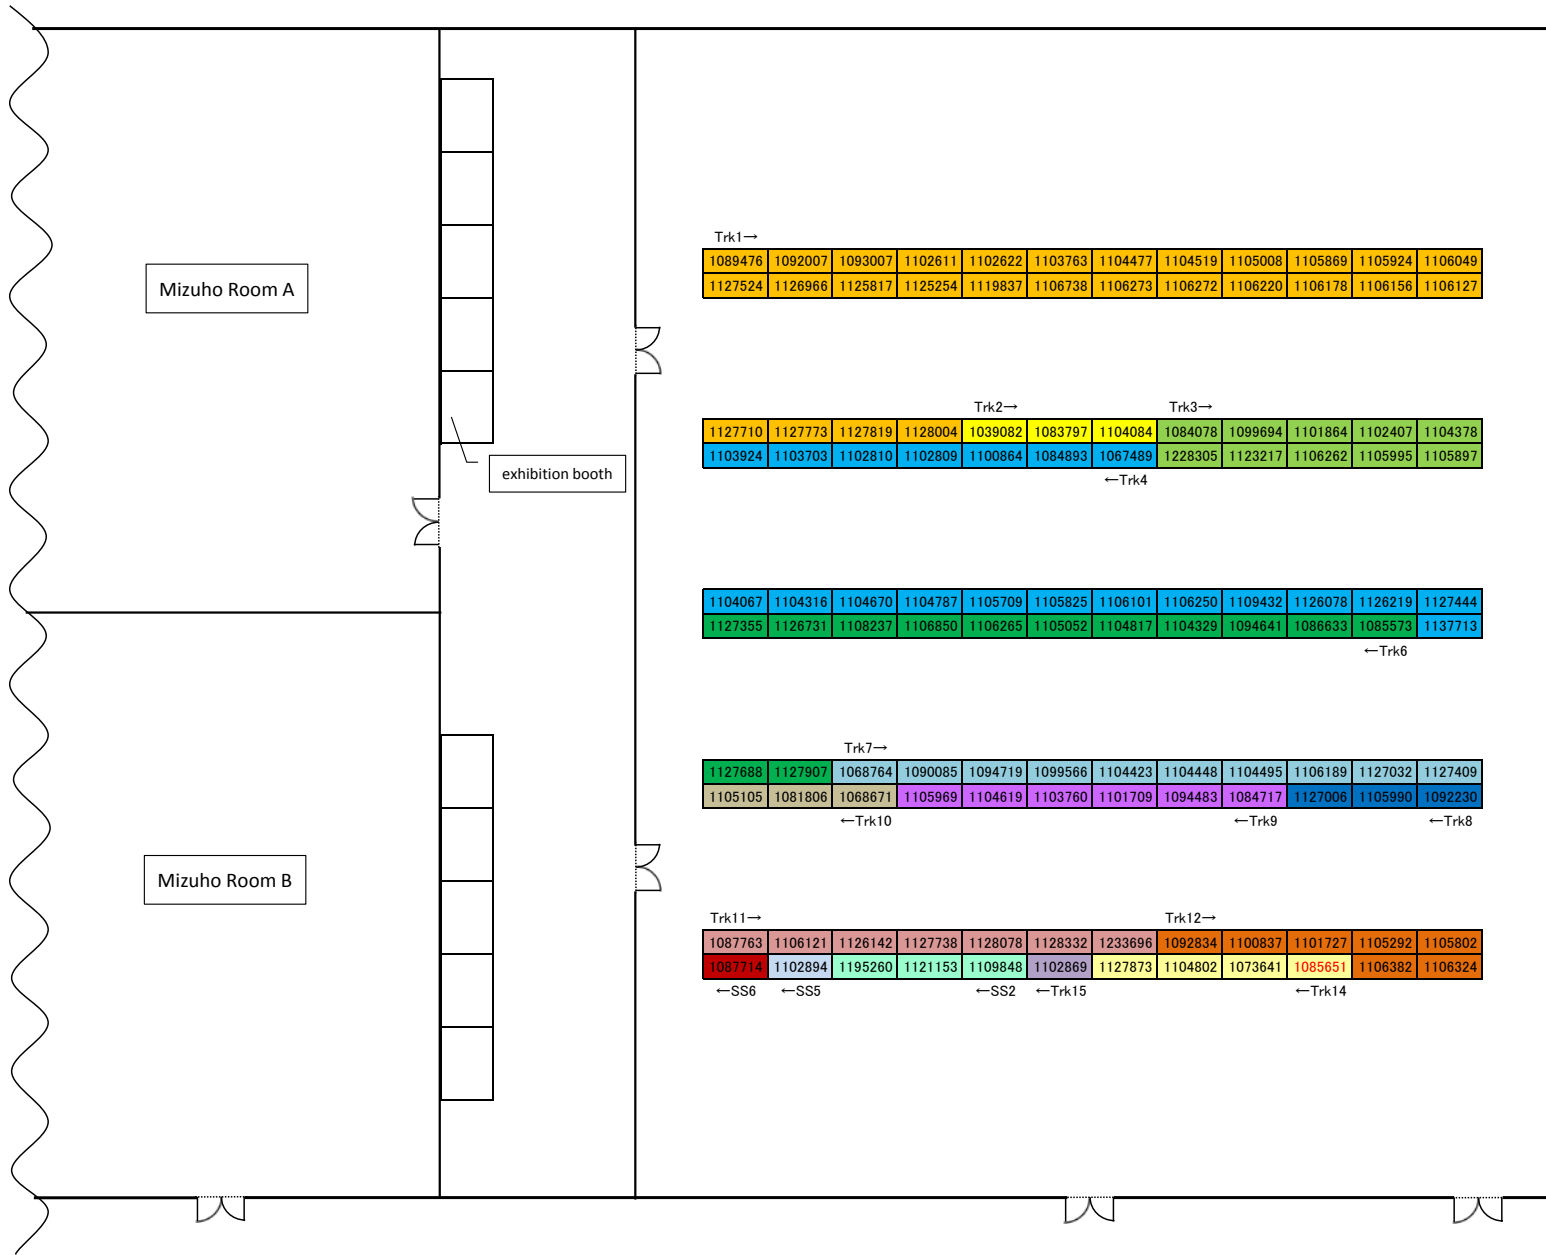 Trk1→
1089476 1092007 1093007 1102611 1102622 1103763 1104477 1104519 1105008 1105869 1105924 1106049
Mizuho Room A
1127524 1126966 1125817 1125254 1119837 1106738 1106273 1106272 1106220 1106178 1106156 1106127
Trk2→ Trk3→
1127710 1127773 1127819 1128004 1039082 1083797 1104084 1084078 1099694 1101864 1102407 1104378
1103924 1103703 1102810 1102809 1100864 1084893 1067489 1228305 1123217 1106262 1105995 1105897
exhibition booth
←Trk4
1104067 1104316 1104670 1104787 1105709 1105825 1106101 1106250 1109432 1126078 1126219 1127444
1127355 1126731 1108237 1106850 1106265 1105052 1104817 1104329 1094641 1086633 1085573 1137713
←Trk6
Trk7→
1127688 1127907 1068764 1090085 1094719 1099566 1104423 1104448 1104495 1106189 1127032 1127409
1105105 1081806 1068671 1105969 1104619 1103760 1101709 1094483 1084717 1127006 1105990 1092230
←Trk10 ←Trk9 ←Trk8
Mizuho Room B
Trk11→ Trk12→
1087763 1106121 1126142 1127738 1128078 1128332 1233696 1092834 1100837 1101727 1105292 1105802
1087714 1102894 1195260 1121153 1109848 1102869 1127873 1104802 1073641 1085651 1106382 1106324
←SS6 ←SS5 ←SS2 ←Trk15 ←Trk14